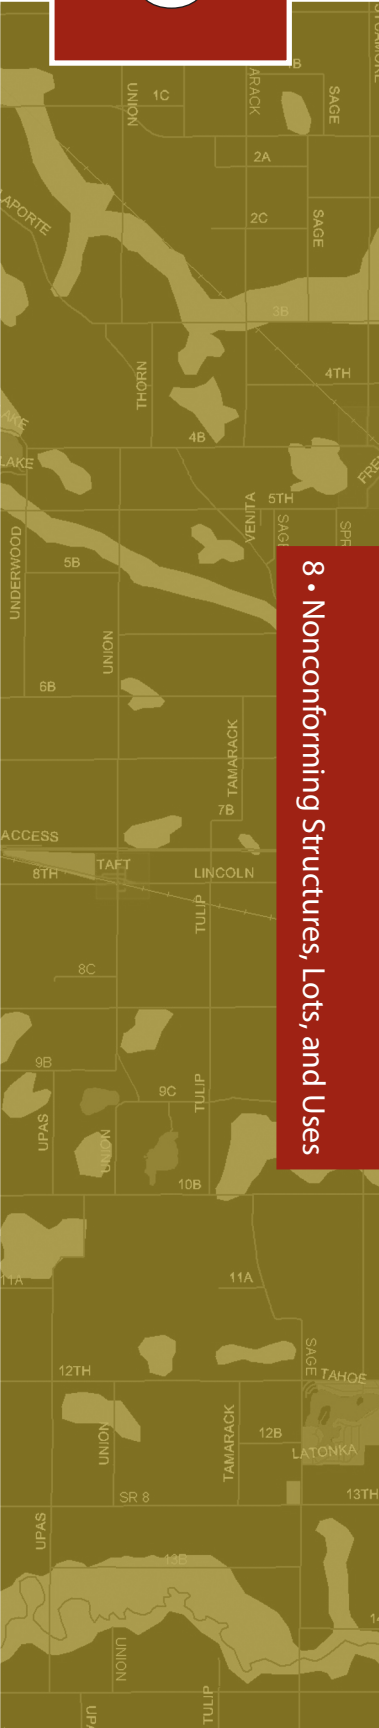 1C
UNION
SAGE
2A
LAPORTE
2C
SAGE
3B
THORN
4TH
4B
LAKE
5TH
VENITA
UNDERWOOD
5B
8 • Nonconforming Structures, Lots, and Uses
UNION
6B
TAMARACK
7B
ACCESS
TAFT
8TH
LINCOLN
TULIP
8C
9B
9C
TULIP
UPAS
UNION
10B
11A
12TH
SAGE
TAHOE
UNION
TAMARACK
12B
LATONKA
SR 8
13TH
UPAS
13B
UNION
TULIP